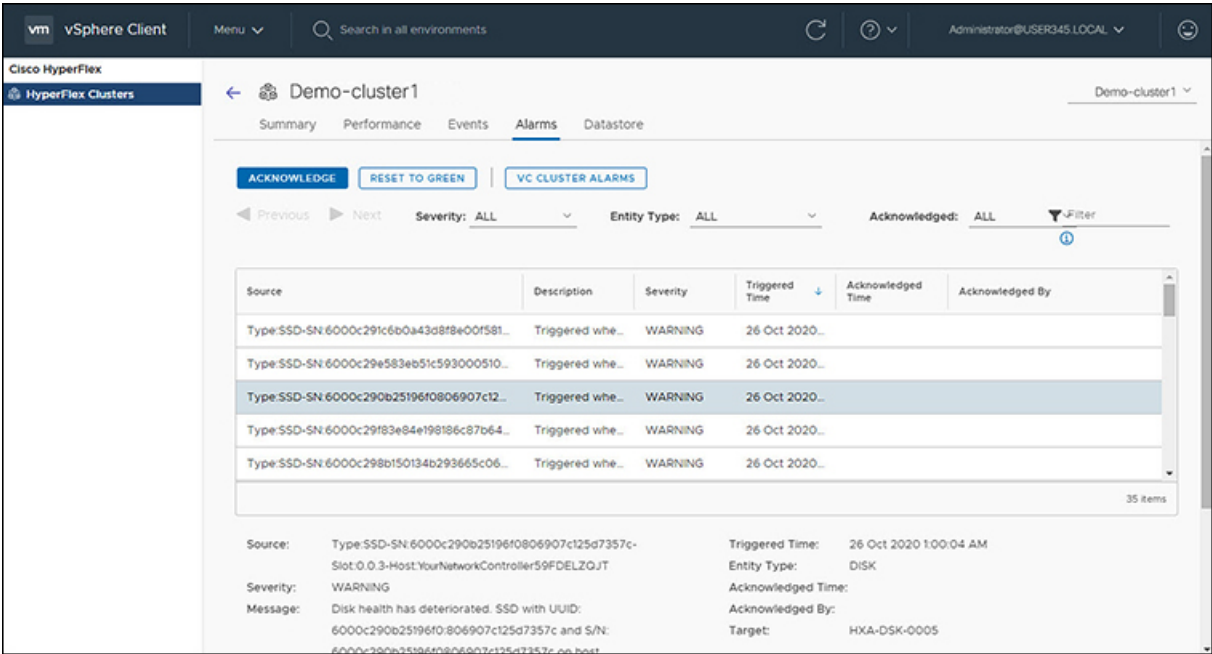 vm vSphere Client Menu Search in all environments Administrator@USER345.LOCAL
Cisco HyperFlex
HyperFlex Clusters
Demo-cluster1 Demo-cluster1
Summary Performance Events Alarms Datastore
ACKNOWLEDGE RESET TO GREEN VC CLUSTER ALARMS
Previous Next Severity: ALL Entity Type: ALL Acknowledged: ALL Filter
Source Description Severity Triggered Time Acknowledged Time Acknowledged By
Type:SSD-SN:6000c291c6b0a43d8f8e00f581... Triggered whe... WARNING 26 Oct 2020...
Type:SSD-SN:6000c29e583eb51c593000510... Triggered whe... WARNING 26 Oct 2020...
Type:SSD-SN:6000c290b25196f0806907c12... Triggered whe... WARNING 26 Oct 2020...
Type:SSD-SN:6000c29f83e84e198186c87b64... Triggered whe... WARNING 26 Oct 2020...
Type:SSD-SN:6000c298b150134b293665c06... Triggered whe... WARNING 26 Oct 2020...
35 items
Source: Type:SSD-SN:6000c290b25196f0806907c125d7357c- Triggered Time: 26 Oct 2020 1:00:04 AM
Slot:0.0.3-Host:YourNetworkController59FDELZQJT Entity Type: DISK
Severity: WARNING Acknowledged Time:
Message: Disk health has deteriorated. SSD with UUID: Acknowledged By:
6000c290b25196f0:806907c125d7357c and S/N: Target: HXA-DSK-0005
6000c290b25196f0806907c125d7357c on host